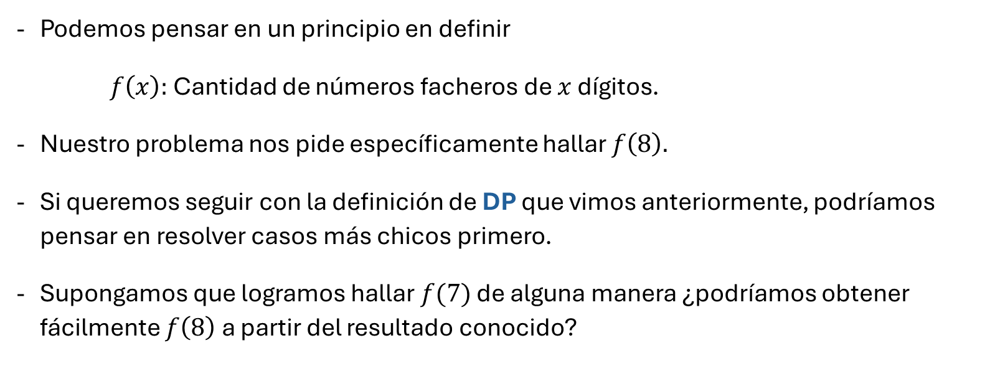 - Podemos pensar en un principio en definir
f(x): Cantidad de números facheros de x dígitos.
- Nuestro problema nos pide específicamente hallar f(8).
- Si queremos seguir con la definición de DP que vimos anteriormente, podríamos
pensar en resolver casos más chicos primero.
- Supongamos que logramos hallar f(7) de alguna manera ¿podríamos obtener
fácilmente f(8) a partir del resultado conocido?